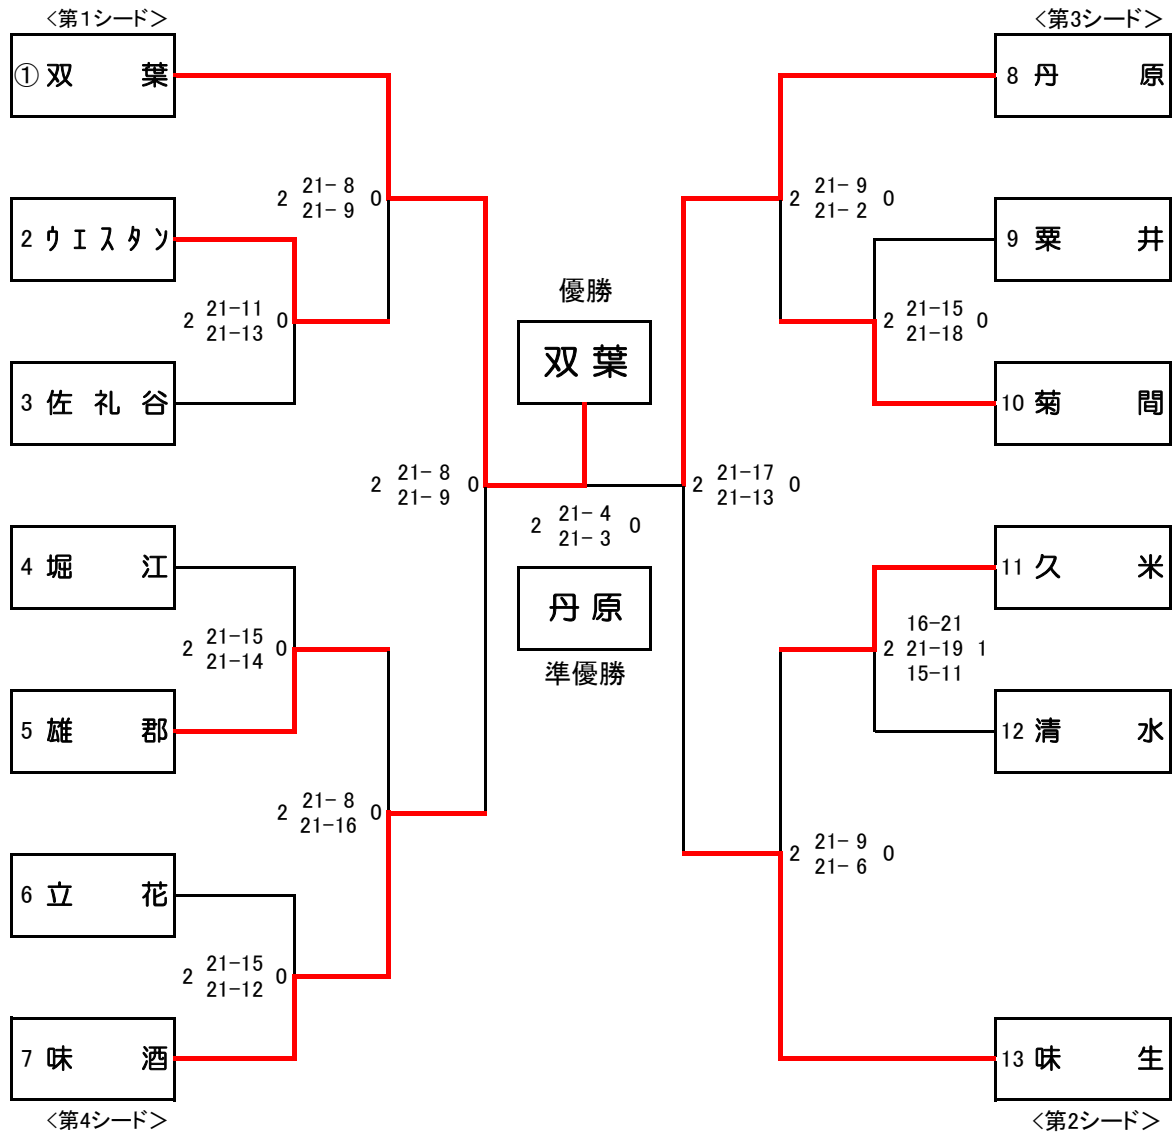 <第1シード>
① 双 葉
2 21-8 0
21-9
2 ウエスタン
2 21-11 0
21-13
3 佐 礼 谷
2 21-8 0
21-9
4 堀 江
2 21-15 0
21-14
5 雄 郡
2 21-8 0
21-16
6 立 花
2 21-15 0
21-12
7 味 酒
<第4シード>
優勝
双 葉
2 21-4 0
21-3
丹 原
準優勝
<第3シード>
8 丹 原
2 21-9 0
21-2
9 粟 井
2 21-15 0
21-18
10 菊 間
2 21-17 0
21-13
11 久 米
16-21
2 21-19 1
15-11
12 清 水
2 21-9 0
21-6
13 味 生
<第2シード>